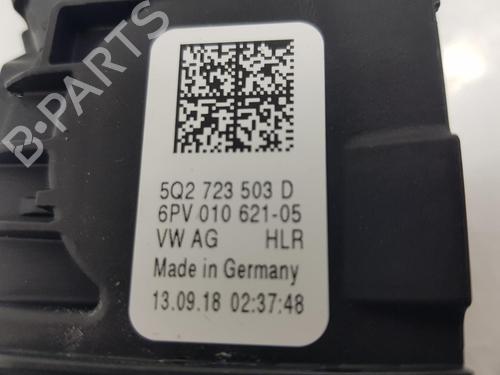 B-PARTS
5Q2 723 503 D
6PV 010 621-05
VW AG HLR
Made in Germany
13.09.18 02:37:48